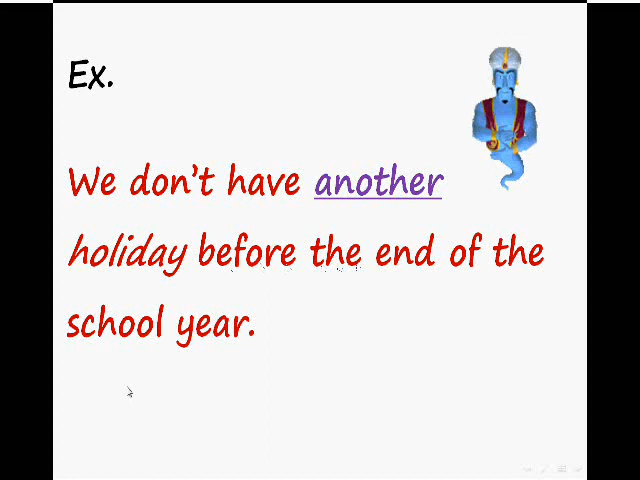 Ex.
We don't have another
holiday before the end of the
school year.